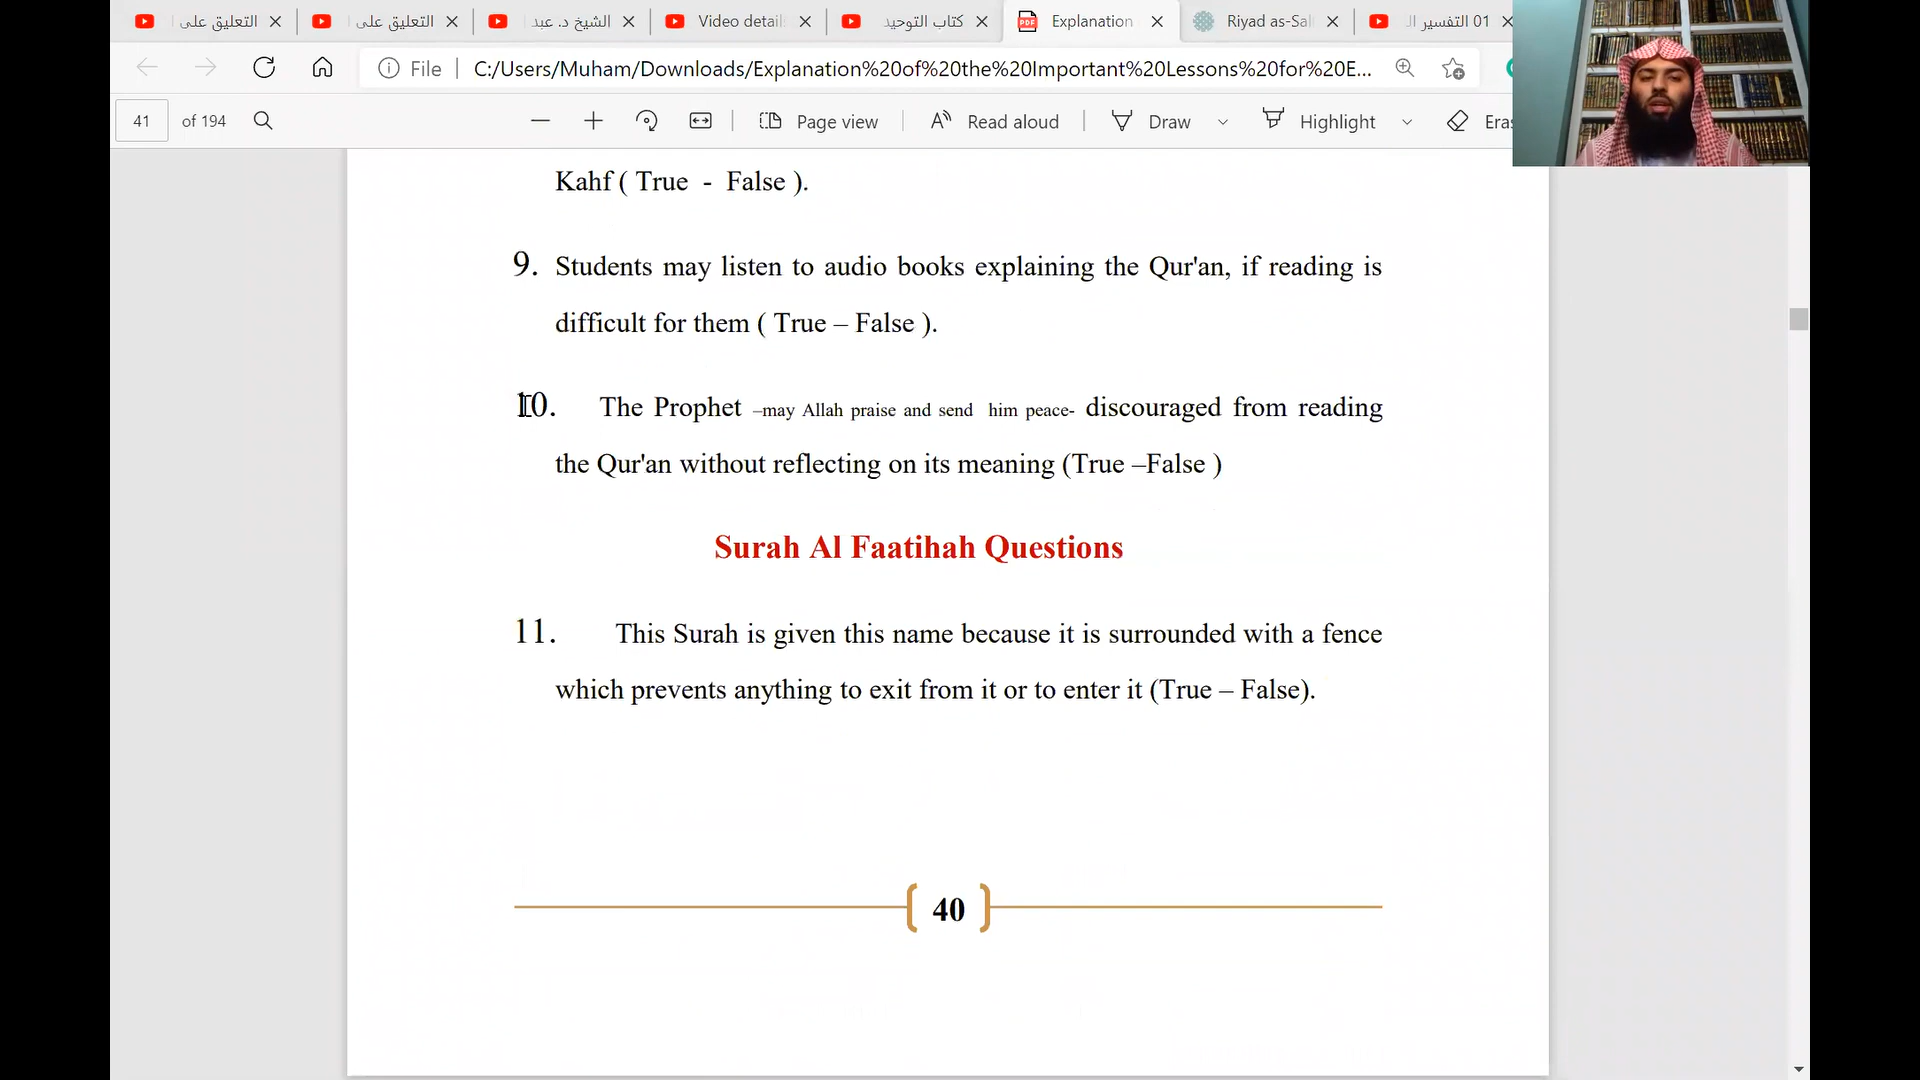 التعليق على
التعليق على
الشيخ د. عبد
Video detail
كتاب التوحيد
Explanation
Riyad as-Sal
01 التفسير ال
File
C:/Users/Muham/Downloads/Explanation%20of%20the%20Important%20Lessons%20for%20E...
41
of 194
Page view
Read aloud
Draw
Highlight
Eras
Kahf ( True - False ).
9. Students may listen to audio books explaining the Qur'an, if reading is
difficult for them ( True – False ).
10. The Prophet –may Allah praise and send him peace- discouraged from reading
the Qur'an without reflecting on its meaning (True –False )
Surah Al Faatihah Questions
11. This Surah is given this name because it is surrounded with a fence
which prevents anything to exit from it or to enter it (True – False).
40